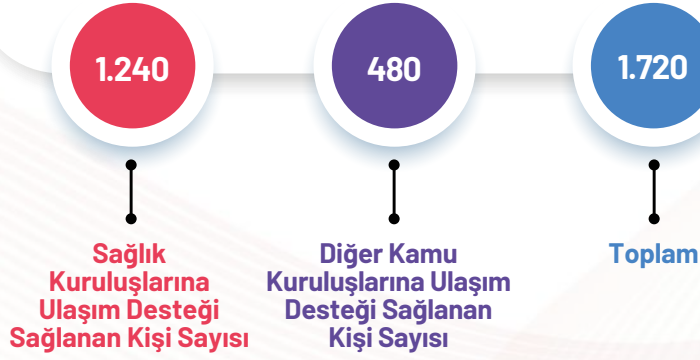 1.240
480
1.720
Sağlık
Kuruluşlarına
Ulaşım Desteği
Sağlanan Kişi Sayısı
Diğer Kamu
Kuruluşlarına Ulaşım
Desteği Sağlanan
Kişi Sayısı
Toplam